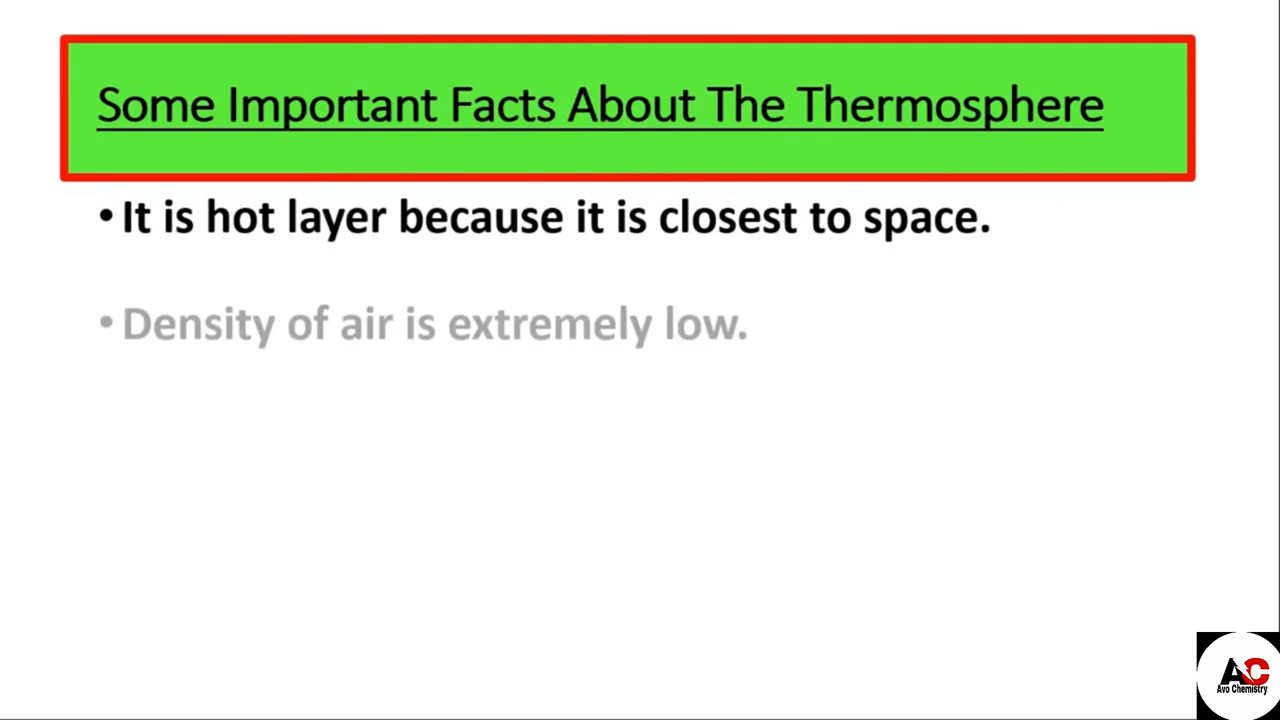 Some Important Facts About The Thermosphere
• It is hot layer because it is closest to space.
• Density of air is extremely low.
AC
Avo Chemistry